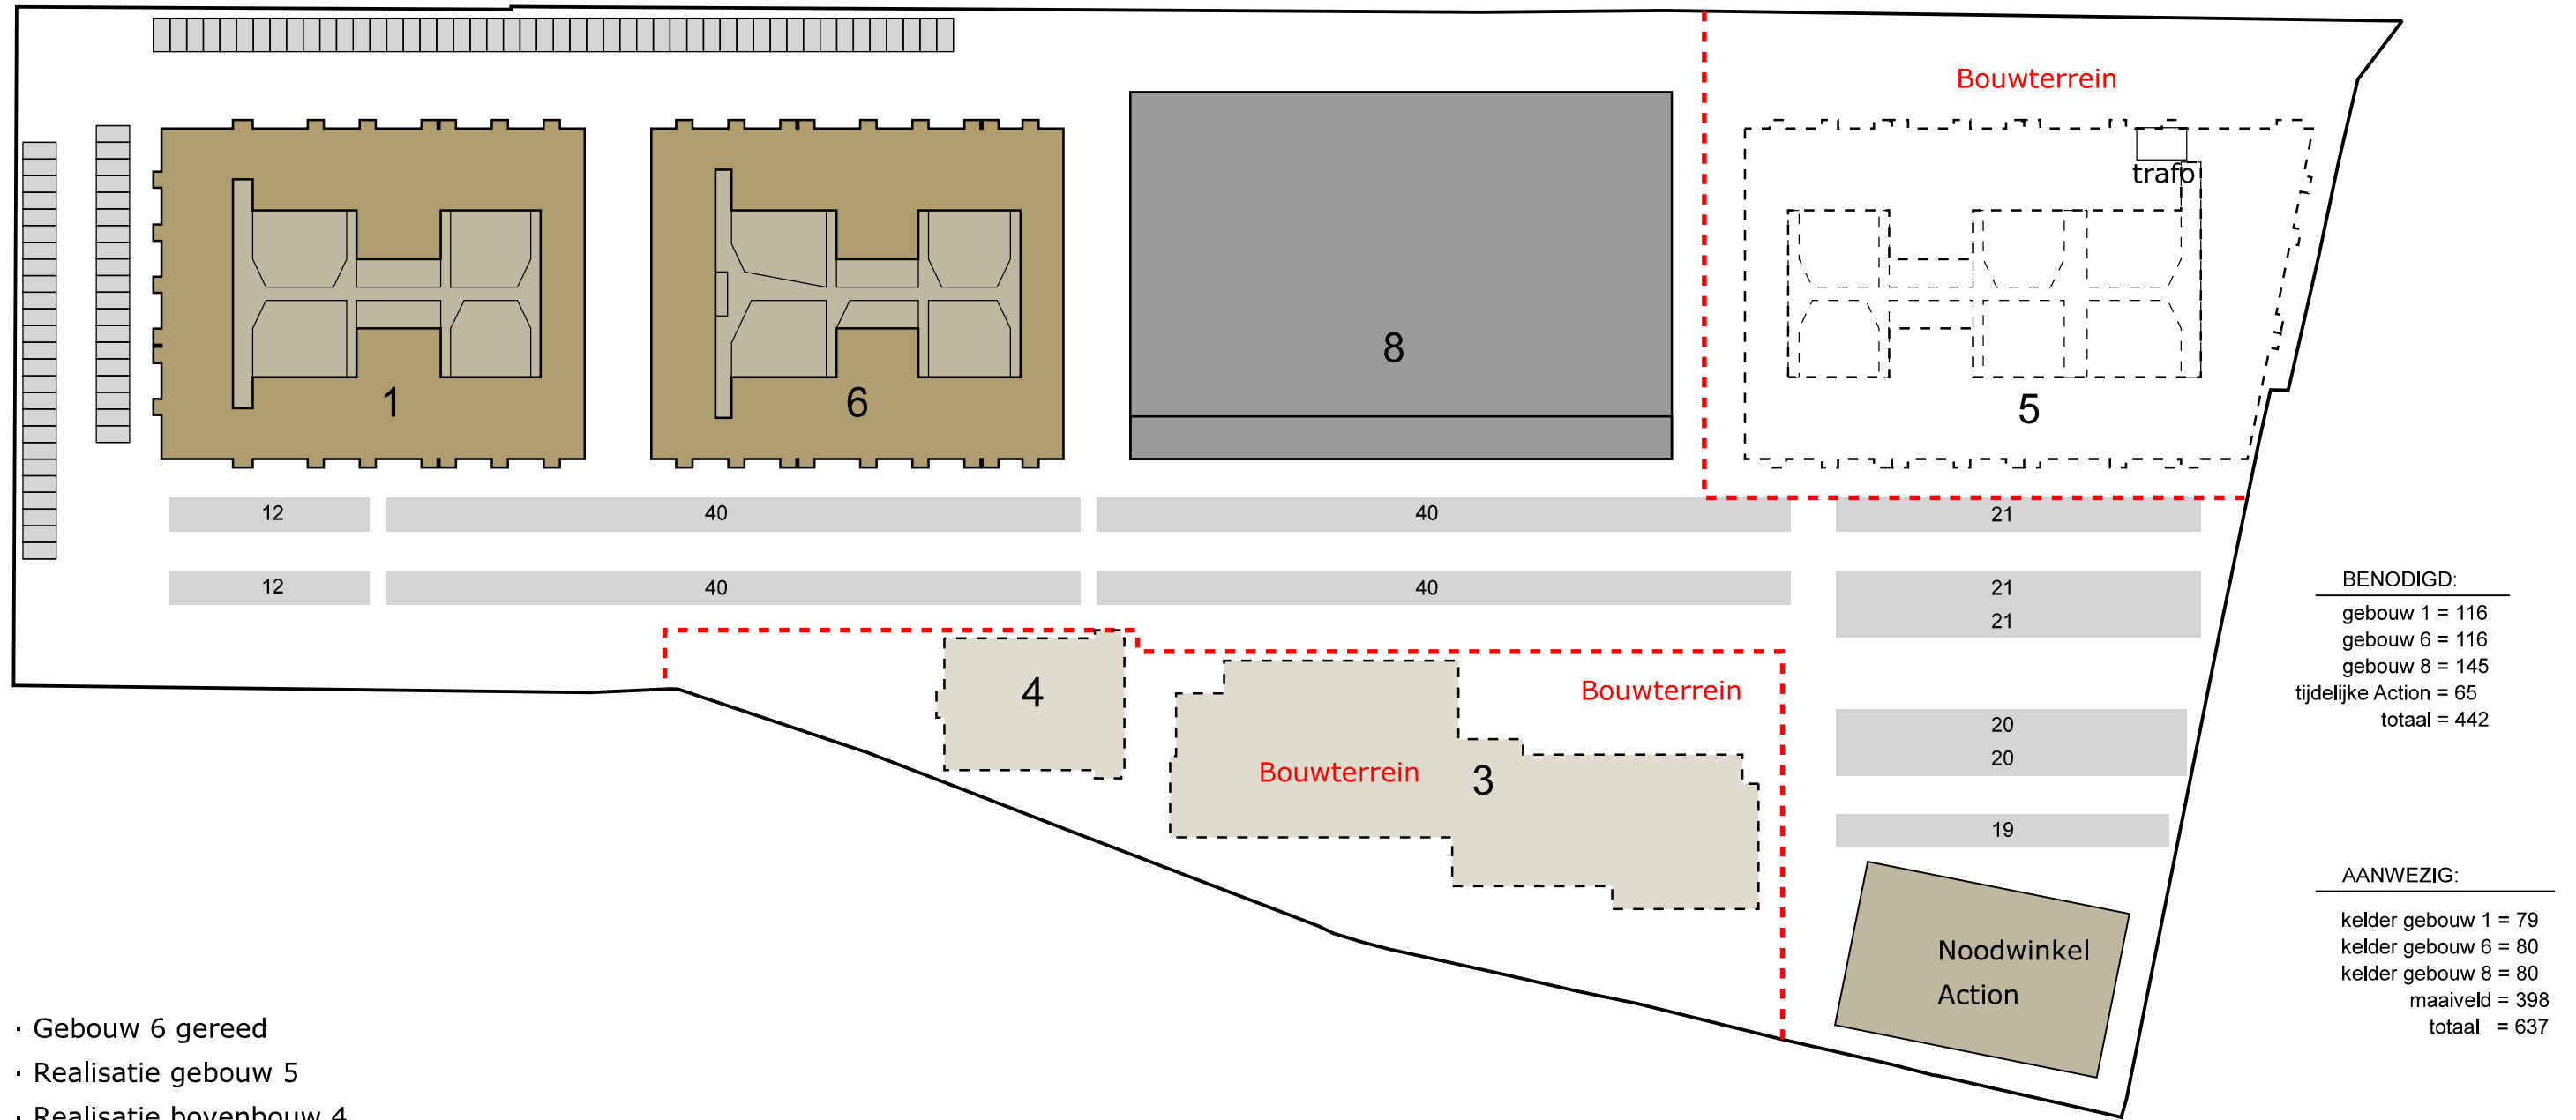 Bouwterrein
trafo
8
1
6
5
12
40
40
21
12
40
40
21
21
BENODIGD:
gebouw 1 = 116
gebouw 6 = 116
gebouw 8 = 145
tijdelijke Action = 65
totaal = 442
4
Bouwterrein
Bouwterrein
3
20
20
19
AANWEZIG:
kelder gebouw 1 = 79
kelder gebouw 6 = 80
kelder gebouw 8 = 80
maaiveld = 398
totaal = 637
Noodwinkel
Action
· Gebouw 6 gereed
· Realisatie gebouw 5
· Realisatie bovenbouw 4